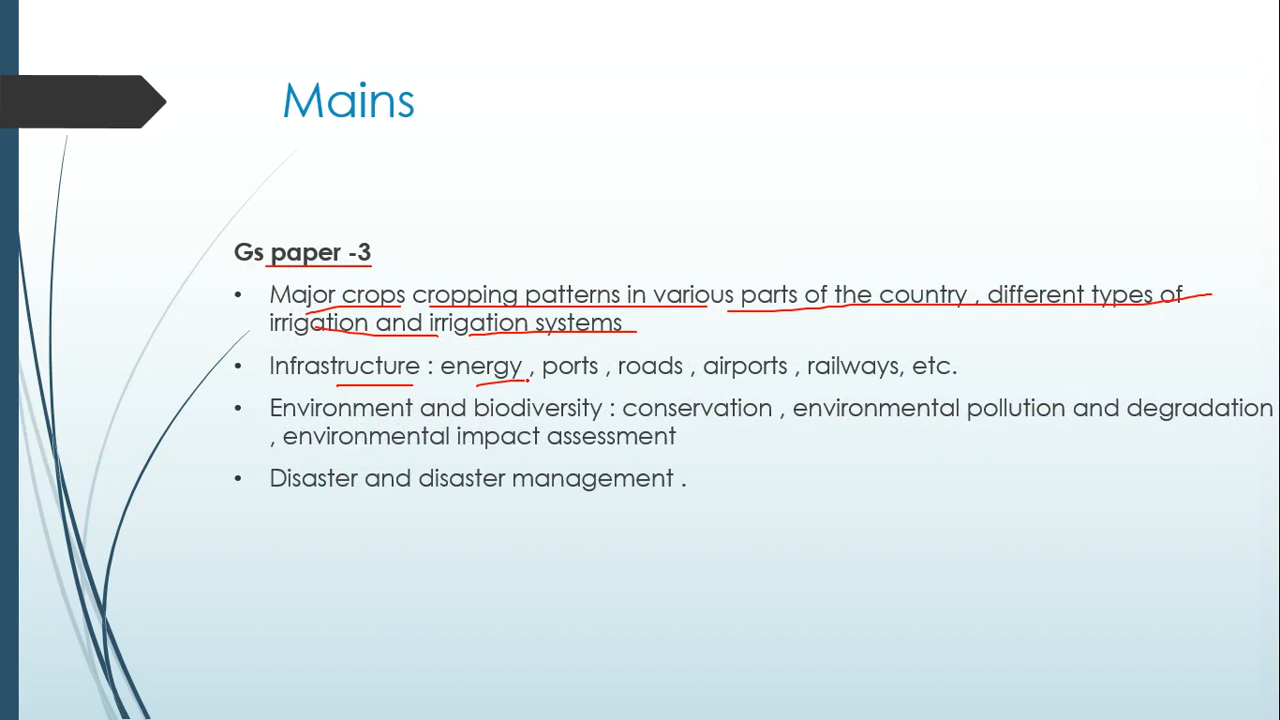 Mains
Gs paper -3
• Major crops cropping patterns in various parts of the country , different types of
irrigation and irrigation systems
• Infrastructure : energy , ports , roads , airports , railways, etc.
• Environment and biodiversity : conservation , environmental pollution and degradation
, environmental impact assessment
• Disaster and disaster management .